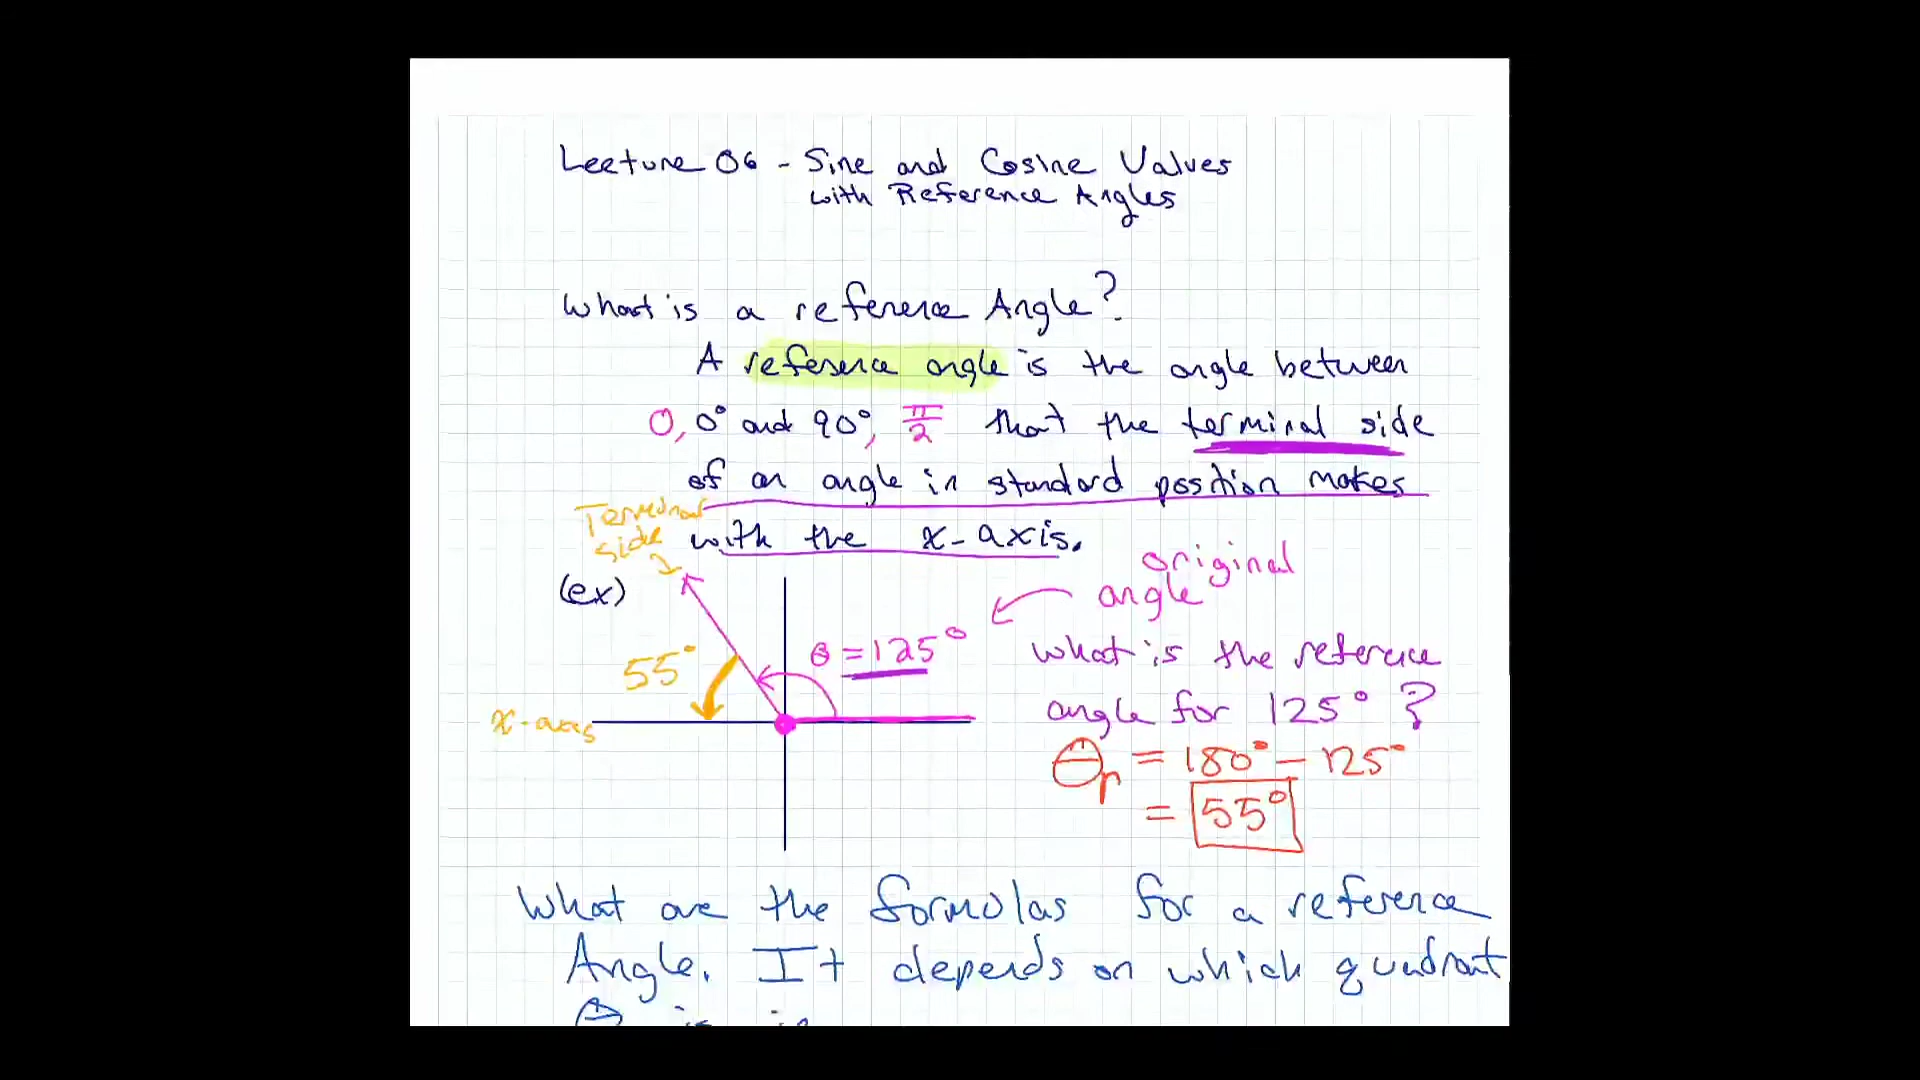 Lecture 06 - Sine and Cosine Values
with Reference Angles
What is a reference Angle?
A reference angle is the angle between
0, 0° and 90°, π/2 that the terminal side
of an angle in standard position makes
with the x-axis.
Terminal
side
(ex)
original
angle
θ = 125°
55°
x-axis
What is the reference
angle for 125°?
θr = 180° - 125°
= 55°
What are the formulas for a reference
Angle. It depends on which quadrant